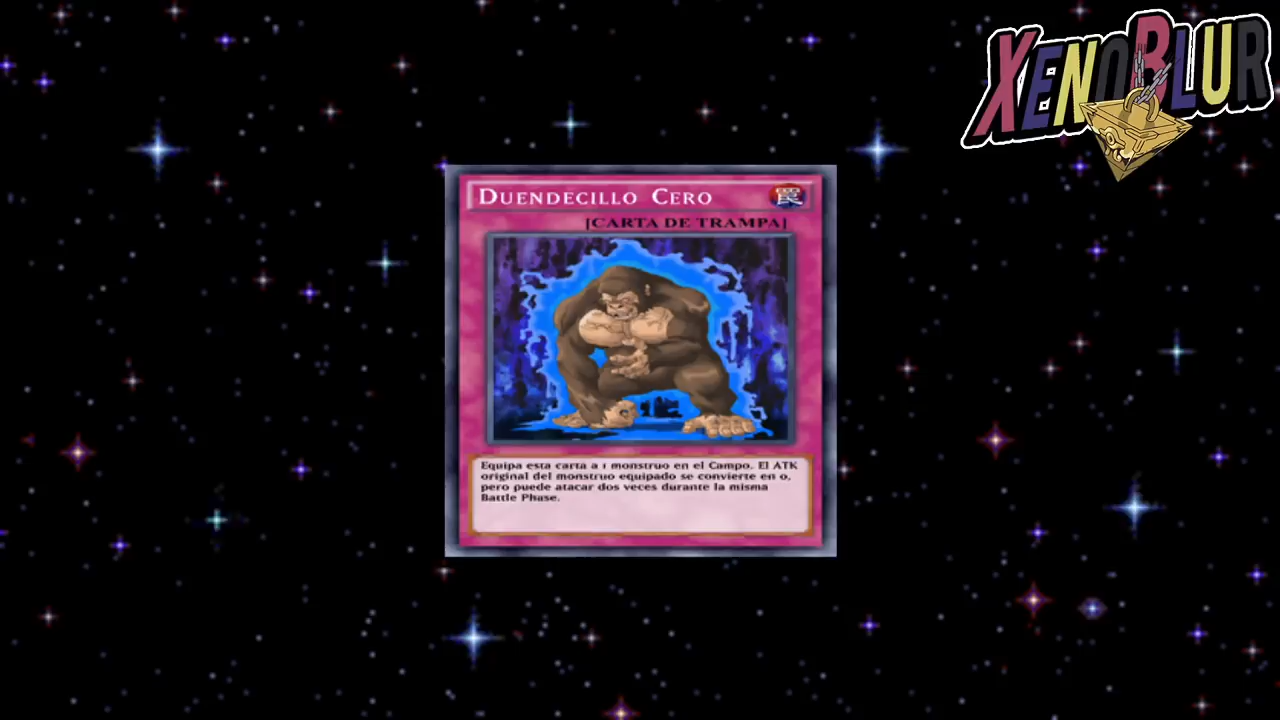 XENOBLUR
DUENDECILLO CERO
[CARTA DE TRAMPA]
Equipa esta carta a 1 monstruo en el Campo. El ATK
original del monstruo equipado se convierte en 0,
pero puede atacar dos veces durante la misma
Battle Phase.